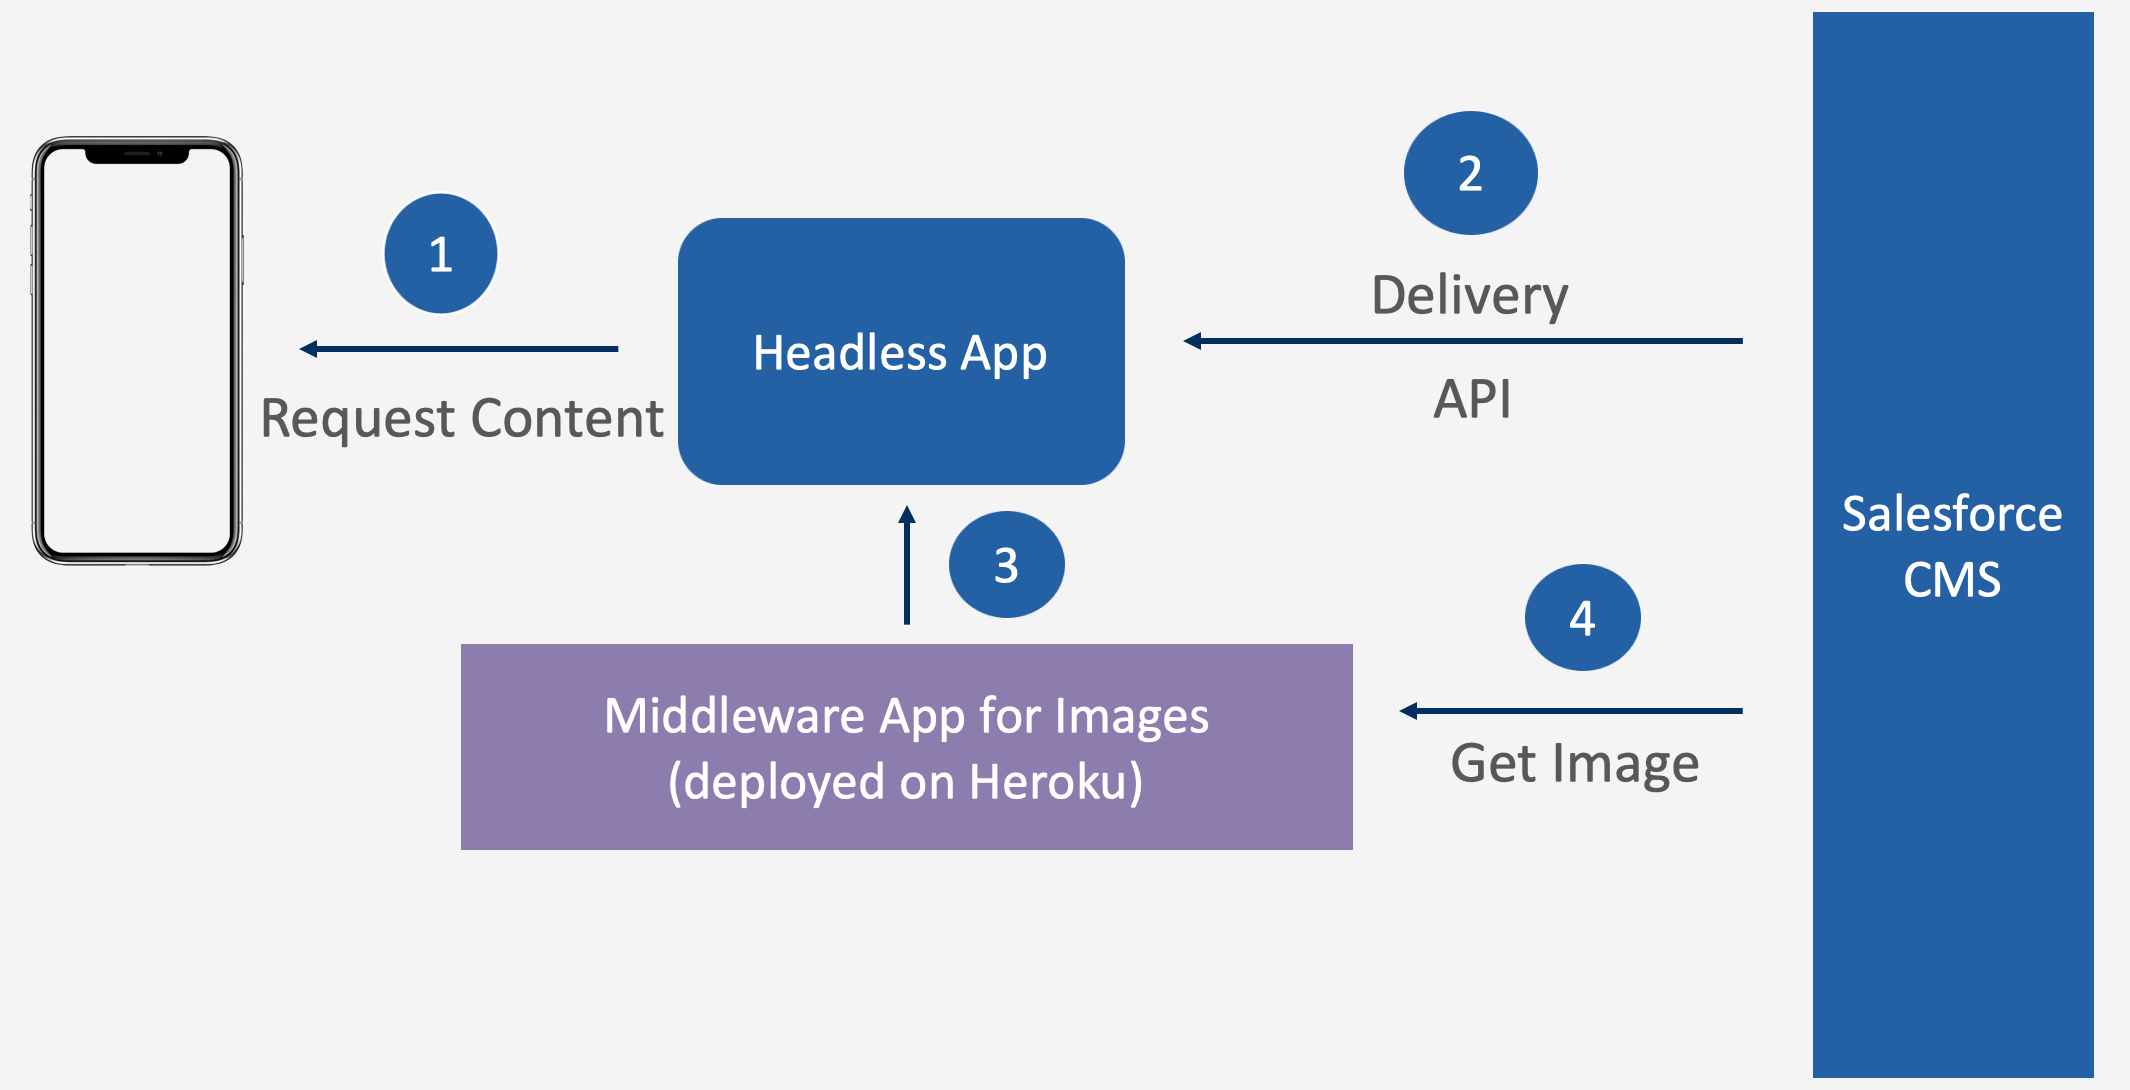 1
Request Content
Headless App
2
Delivery
API
3
Middleware App for Images
(deployed on Heroku)
4
Get Image
Salesforce
CMS